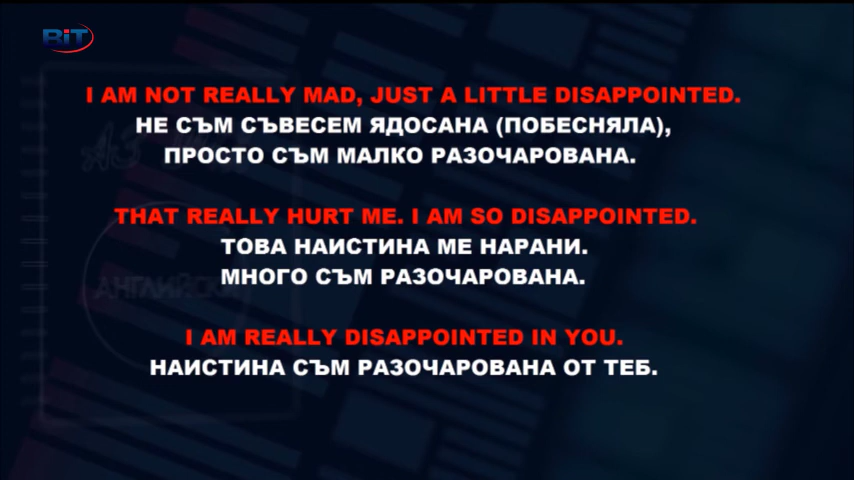 BiT
I AM NOT REALLY MAD, JUST A LITTLE DISAPPOINTED.
НЕ СЪМ СЪВЕСЕМ ЯДОСАНА (ПОБЕСНЯЛА),
ПРОСТО СЪМ МАЛКО РАЗОЧАРОВАНА.
THAT REALLY HURT ME. I AM SO DISAPPOINTED.
ТОВА НАИСТИНА МЕ НАРАНИ.
МНОГО СЪМ РАЗОЧАРОВАНА.
I AM REALLY DISAPPOINTED IN YOU.
НАИСТИНА СЪМ РАЗОЧАРОВАНА ОТ ТЕБ.